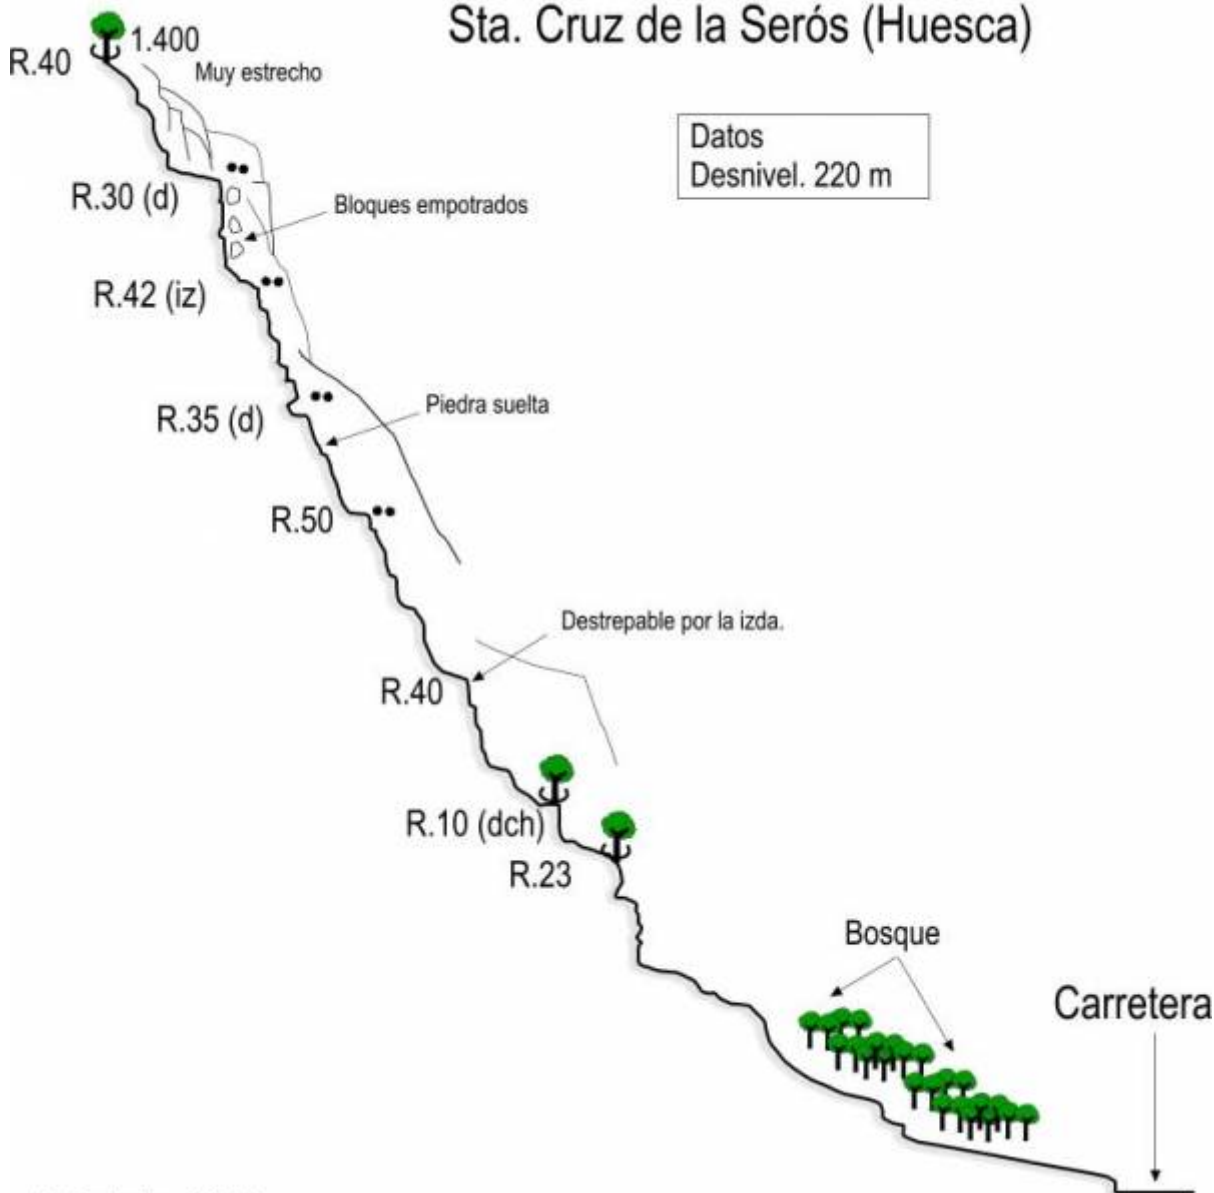 Sta. Cruz de la Serós (Huesca)
1.400
R.40
Muy estrecho
Datos
Desnivel. 220 m
R.30 (d)
Bloques empotrados
R.42 (iz)
Piedra suelta
R.35 (d)
R.50
Destrepable por la izda.
R.40
R.10 (dch)
R.23
Bosque
Carretera